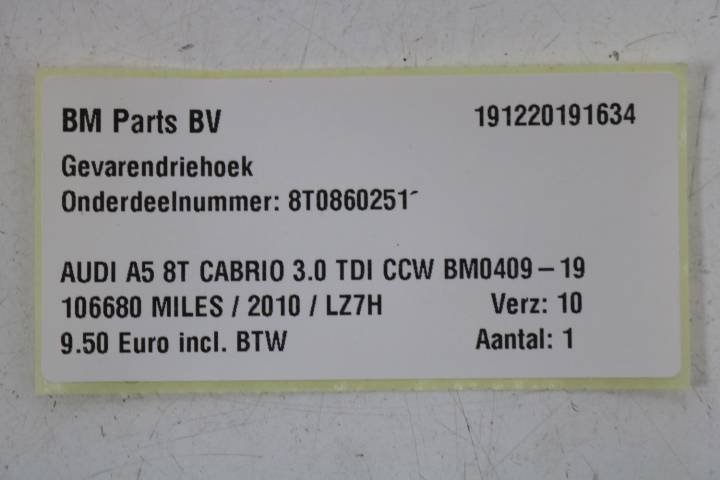 BM Parts BV 191220191634
Gevarendriehoek
Onderdeelnummer: 8T0860251
AUDI A5 8T CABRIO 3.0 TDI CCW BM0409 – 19
106680 MILES / 2010 / LZ7H Verz: 10
9.50 Euro incl. BTW Aantal: 1